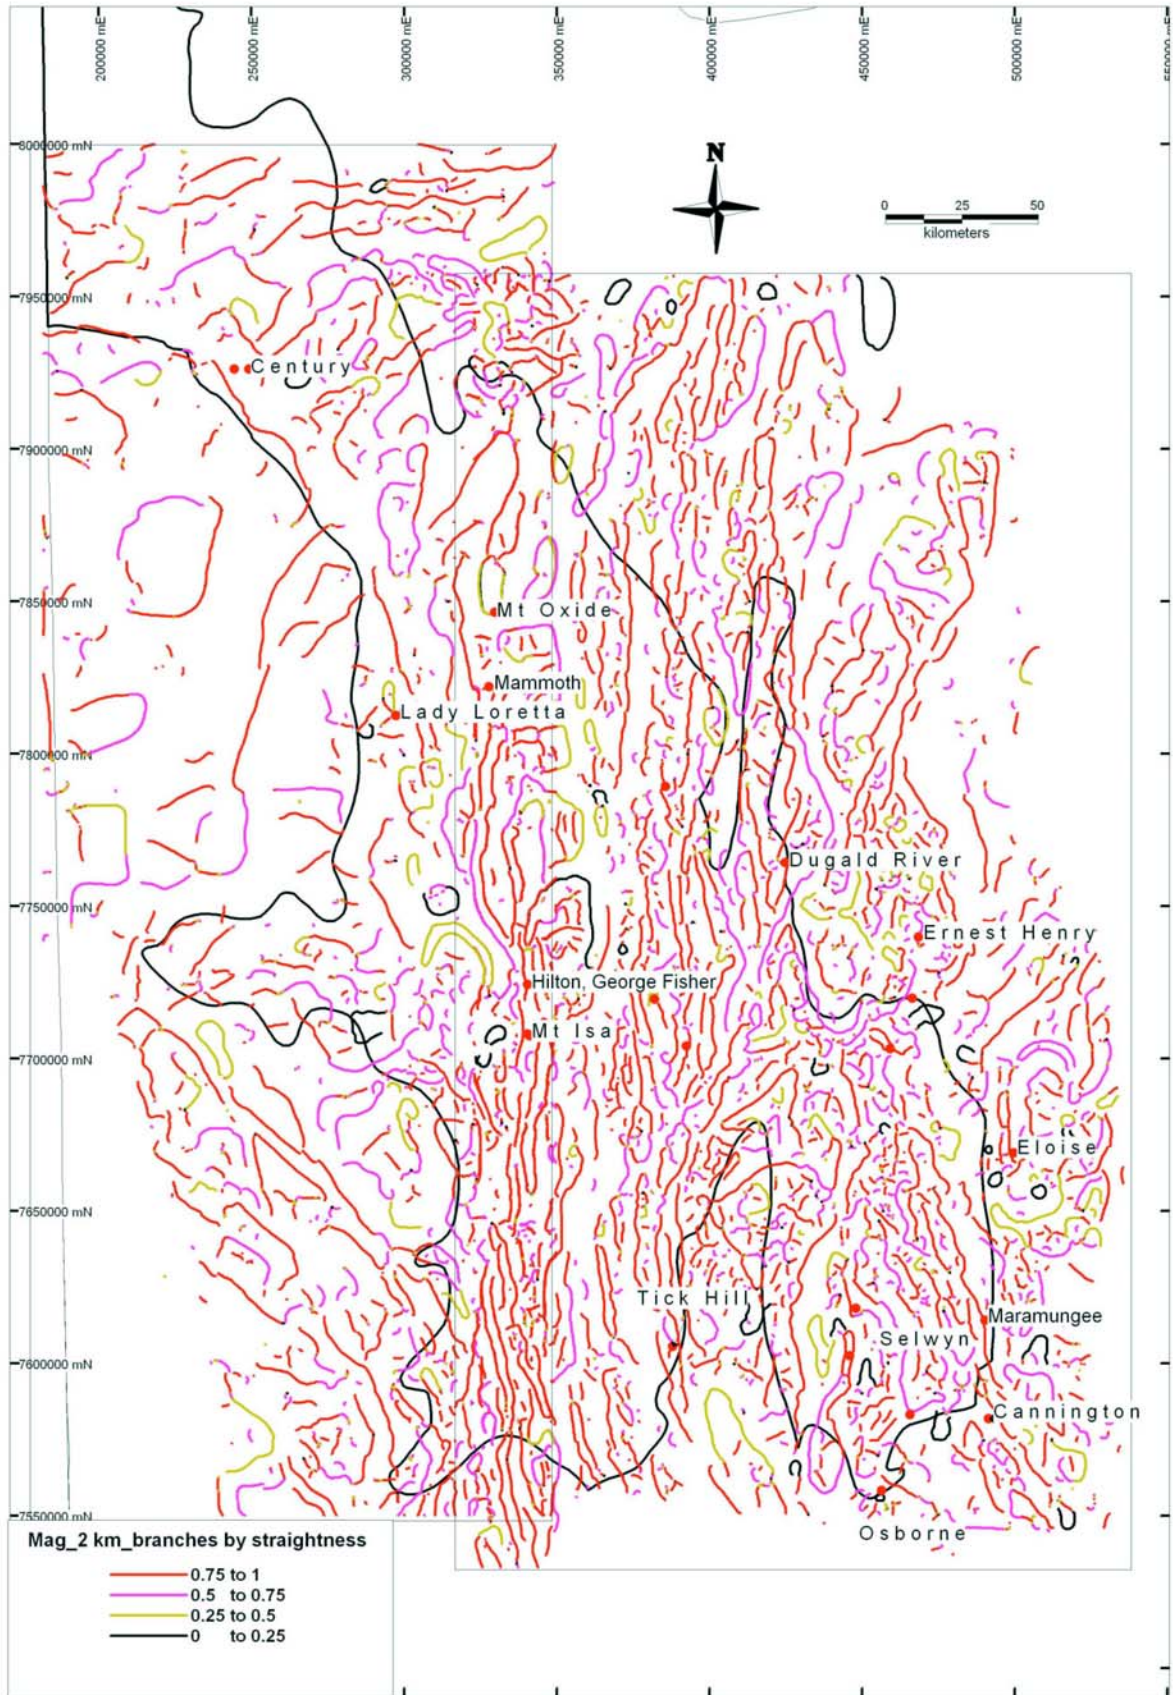 200000 mE
250000 mE
300000 mE
350000 mE
400000 mE
450000 mE
500000 mE
N
0 25 50
kilometers
8000000 mN
7950000 mN
Century
7900000 mN
7850000 mN
Mt Oxide
Mammoth
Lady Loretta
7800000 mN
Dugald River
7750000 mN
Ernest Henry
Hilton, George Fisher
Mt Isa
7700000 mN
Eloise
7650000 mN
Tick Hill
Maramungee
Selwyn
7600000 mN
Cannington
7550000 mN
Osborne
Mag_2 km_branches by straightness
0.75 to 1
0.5 to 0.75
0.25 to 0.5
0 to 0.25